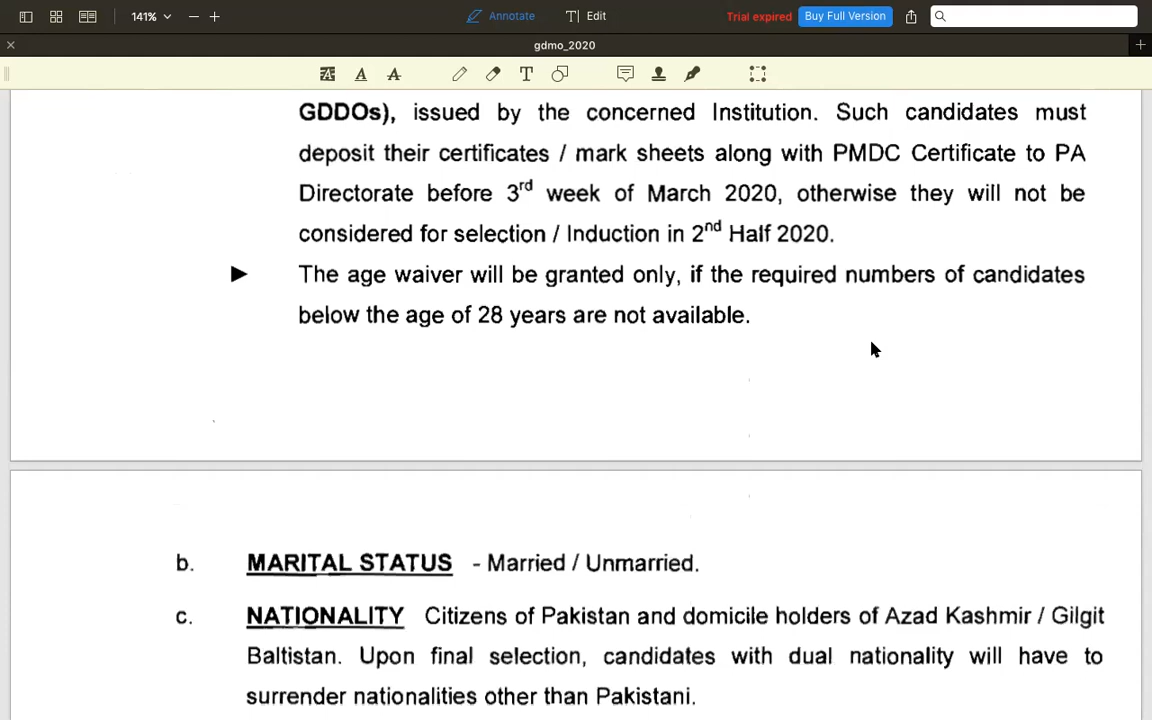 141%
Annotate
Edit
Trial expired
Buy Full Version
gdmo_2020
GDDOs), issued by the concerned Institution. Such candidates must
deposit their certificates / mark sheets along with PMDC Certificate to PA
Directorate before 3rd week of March 2020, otherwise they will not be
considered for selection / Induction in 2nd Half 2020.
► The age waiver will be granted only, if the required numbers of candidates
below the age of 28 years are not available.
b. MARITAL STATUS - Married / Unmarried.
c. NATIONALITY Citizens of Pakistan and domicile holders of Azad Kashmir / Gilgit
Baltistan. Upon final selection, candidates with dual nationality will have to
surrender nationalities other than Pakistani.